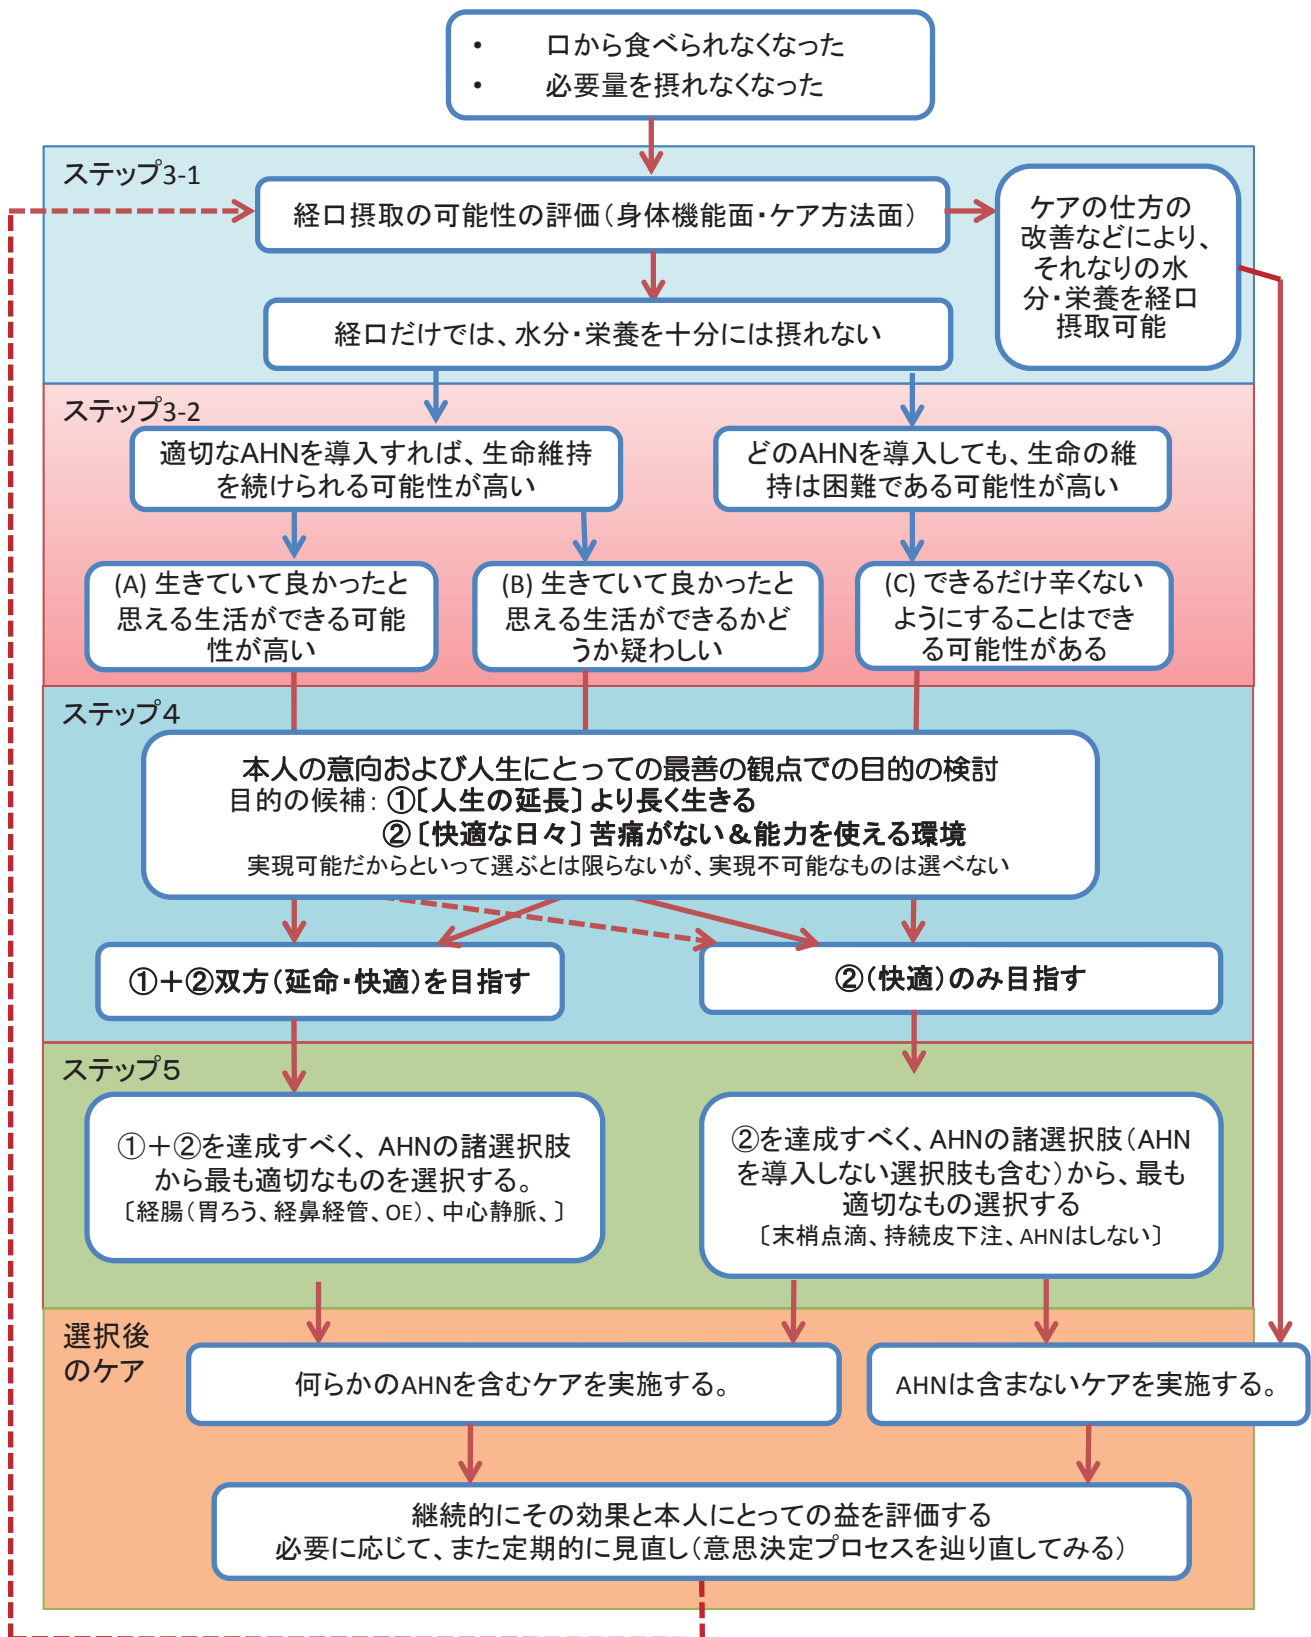 • 口から食べられなくなった
• 必要量を摂れなくなった
ステップ3-1
経口摂取の可能性の評価（身体機能面・ケア方法面）
ケアの仕方の
改善などにより、
それなりの水
分・栄養を経口
摂取可能
経口だけでは、水分・栄養を十分には摂れない
ステップ3-2
適切なAHNを導入すれば、生命維持
を続けられる可能性が高い
どのAHNを導入しても、生命の維
持は困難である可能性が高い
(A) 生きていて良かったと
思える生活ができる可能
性が高い
(B) 生きていて良かったと
思える生活ができるかど
うか疑わしい
(C) できるだけ辛くない
ようにすることはでき
る可能性がある
ステップ４
本人の意向および人生にとっての最善の観点での目的の検討
目的の候補： ①〔人生の延長〕より長く生きる
②〔快適な日々〕苦痛がない＆能力を使える環境
実現可能だからといって選ぶとは限らないが、実現不可能なものは選べない
①＋②双方（延命・快適）を目指す
②（快適）のみ目指す
ステップ５
①＋②を達成すべく、AHNの諸選択肢
から最も適切なものを選択する。
〔経腸（胃ろう、経鼻経管、OE）、中心静脈、〕
②を達成すべく、AHNの諸選択肢（AHN
を導入しない選択肢も含む）から、最も
適切なもの選択する
〔末梢点滴、持続皮下注、AHNはしない〕
選択後
のケア
何らかのAHNを含むケアを実施する。
AHNは含まないケアを実施する。
継続的にその効果と本人にとっての益を評価する
必要に応じて、また定期的に見直し（意思決定プロセスを辿り直してみる）